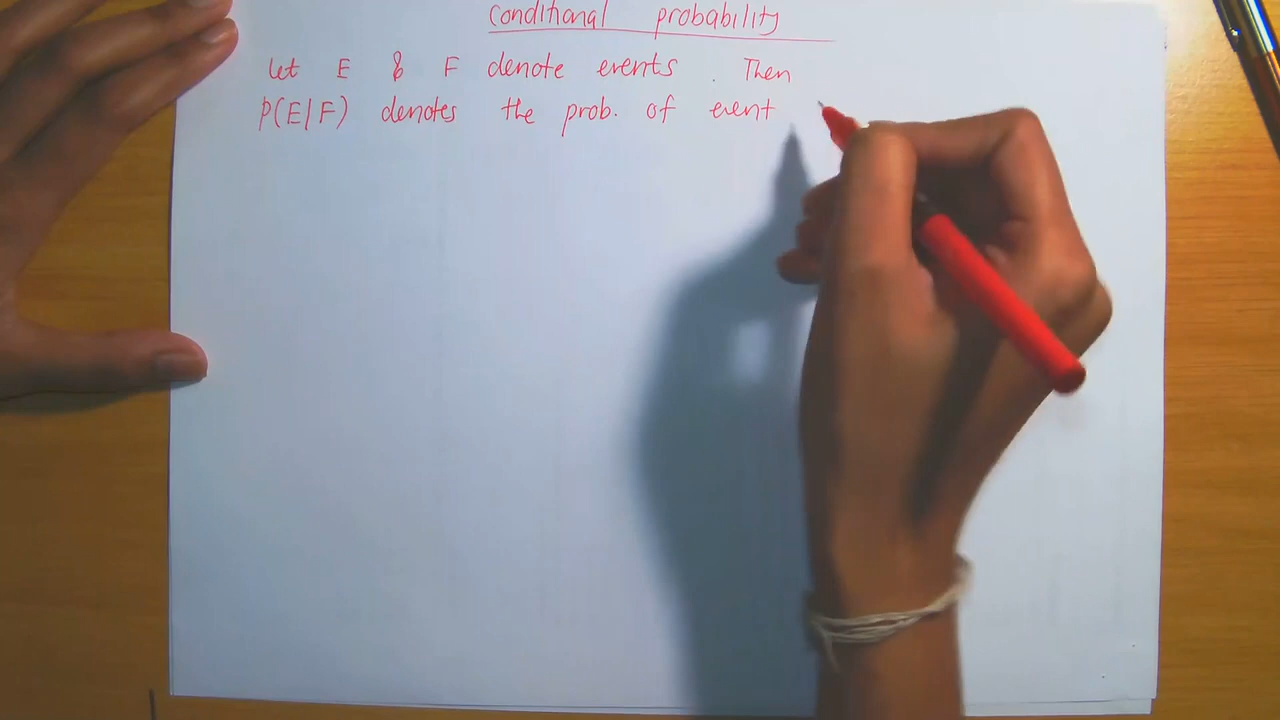 conditional probability
let E & F denote events . Then
P(E|F) denotes the prob. of event